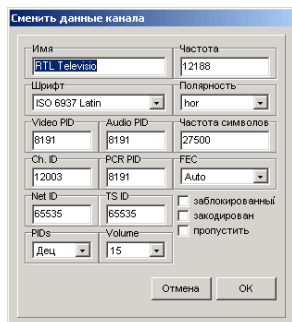 Сменить данные канала
Имя Частота
RTL Televisio 12188
Шрифт Полярность
ISO 6937 Latin hor
Video PID Audio PID Частота символов
8191 8191 27500
Ch. ID PCR PID FEC
12003 8191 Auto
Net ID TS ID заблокированный
65535 65535 закодирован
PIDs Volume пропустить
Дец 15
Отмена OK